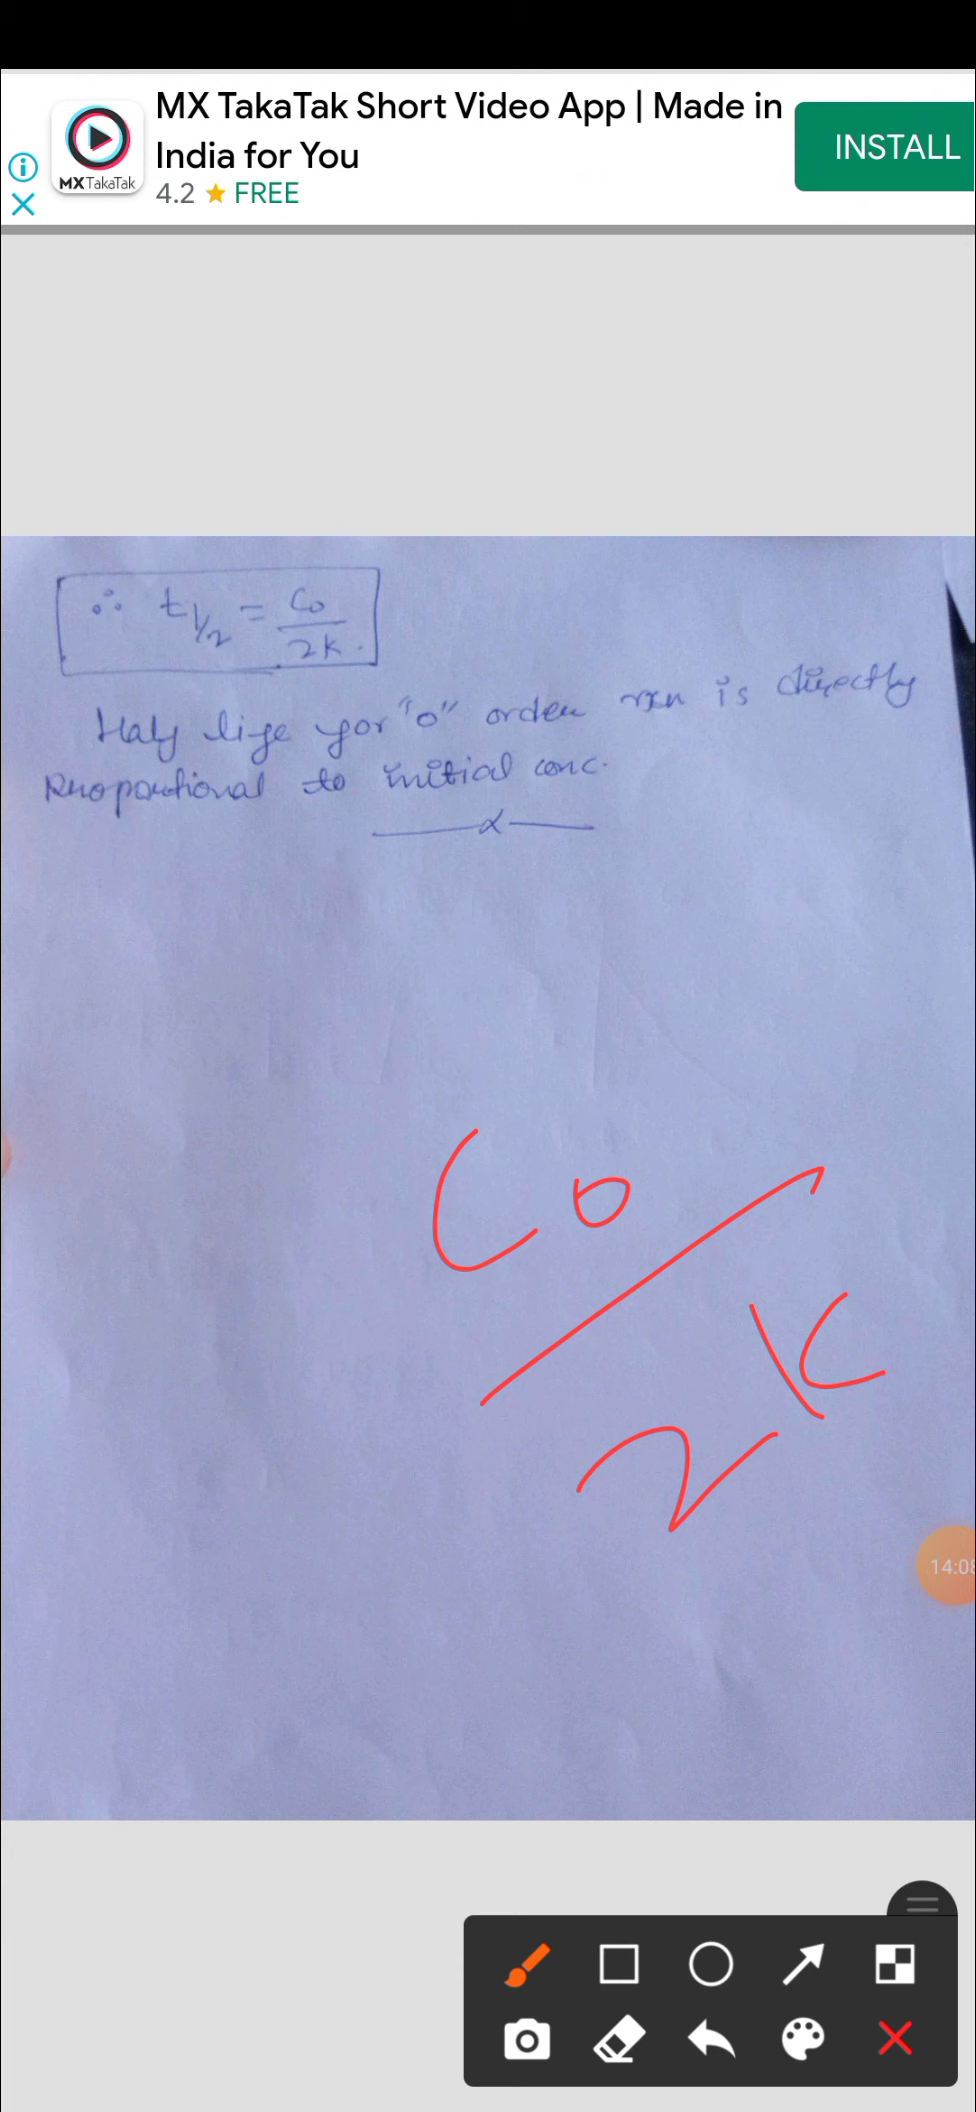 MX TakaTak Short Video App | Made in
India for You
4.2 ★ FREE
INSTALL
MX TakaTak
∴ t1/2 = C₀/2K.
Half life for "0" order rxn is directly
proportional to initial conc.
C₀
2K
14:08